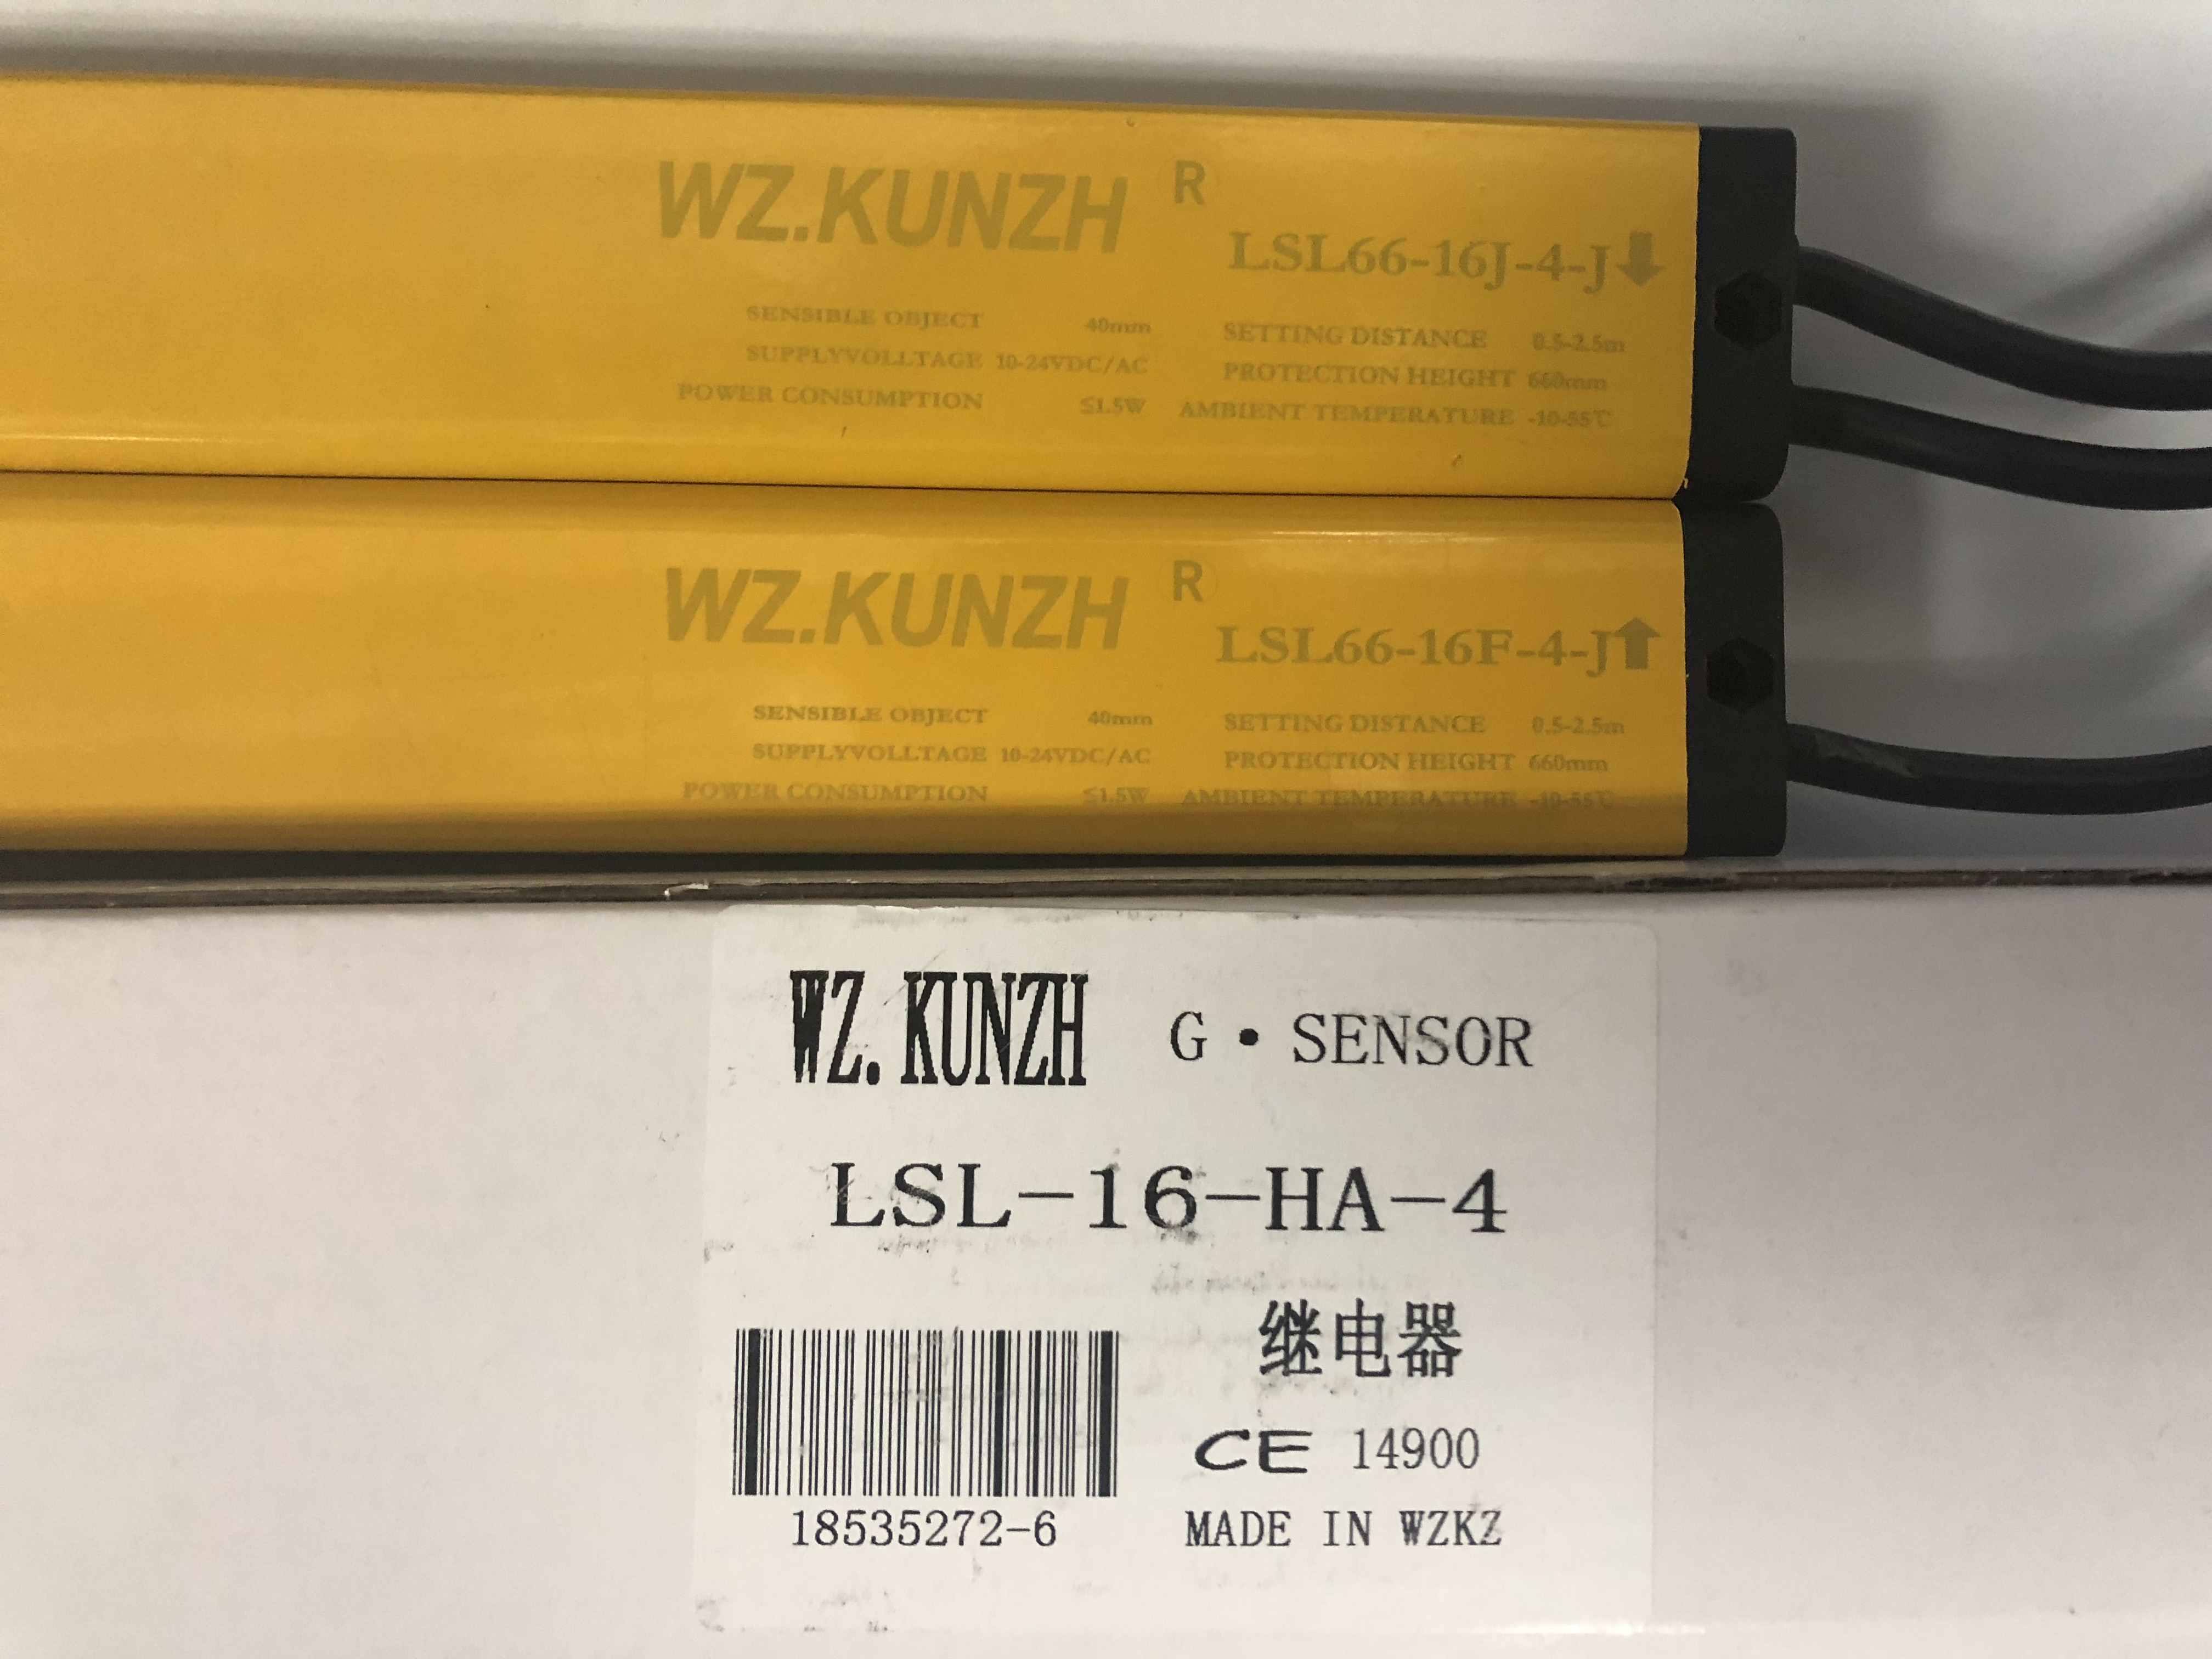 WZ.KUNZH R
LSL66-16J-4-J
SENSIBLE OBJECT 40mm SETTING DISTANCE 0.5-2.5m
SUPPLYVOLLTAGE 10-24VDC/AC PROTECTION HEIGHT 660mm
POWER CONSUMPTION ≤1.5W AMBIENT TEMPERATURE -10-55℃
WZ.KUNZH R
LSL66-16F-4-J
SENSIBLE OBJECT 40mm SETTING DISTANCE 0.5-2.5m
SUPPLYVOLLTAGE 10-24VDC/AC PROTECTION HEIGHT 660mm
POWER CONSUMPTION ≤1.5W AMBIENT TEMPERATURE -10-55℃
WZ.KUNZH G·SENSOR
LSL-16-HA-4
继电器
CE 14900
18535272-6 MADE IN WZKZ